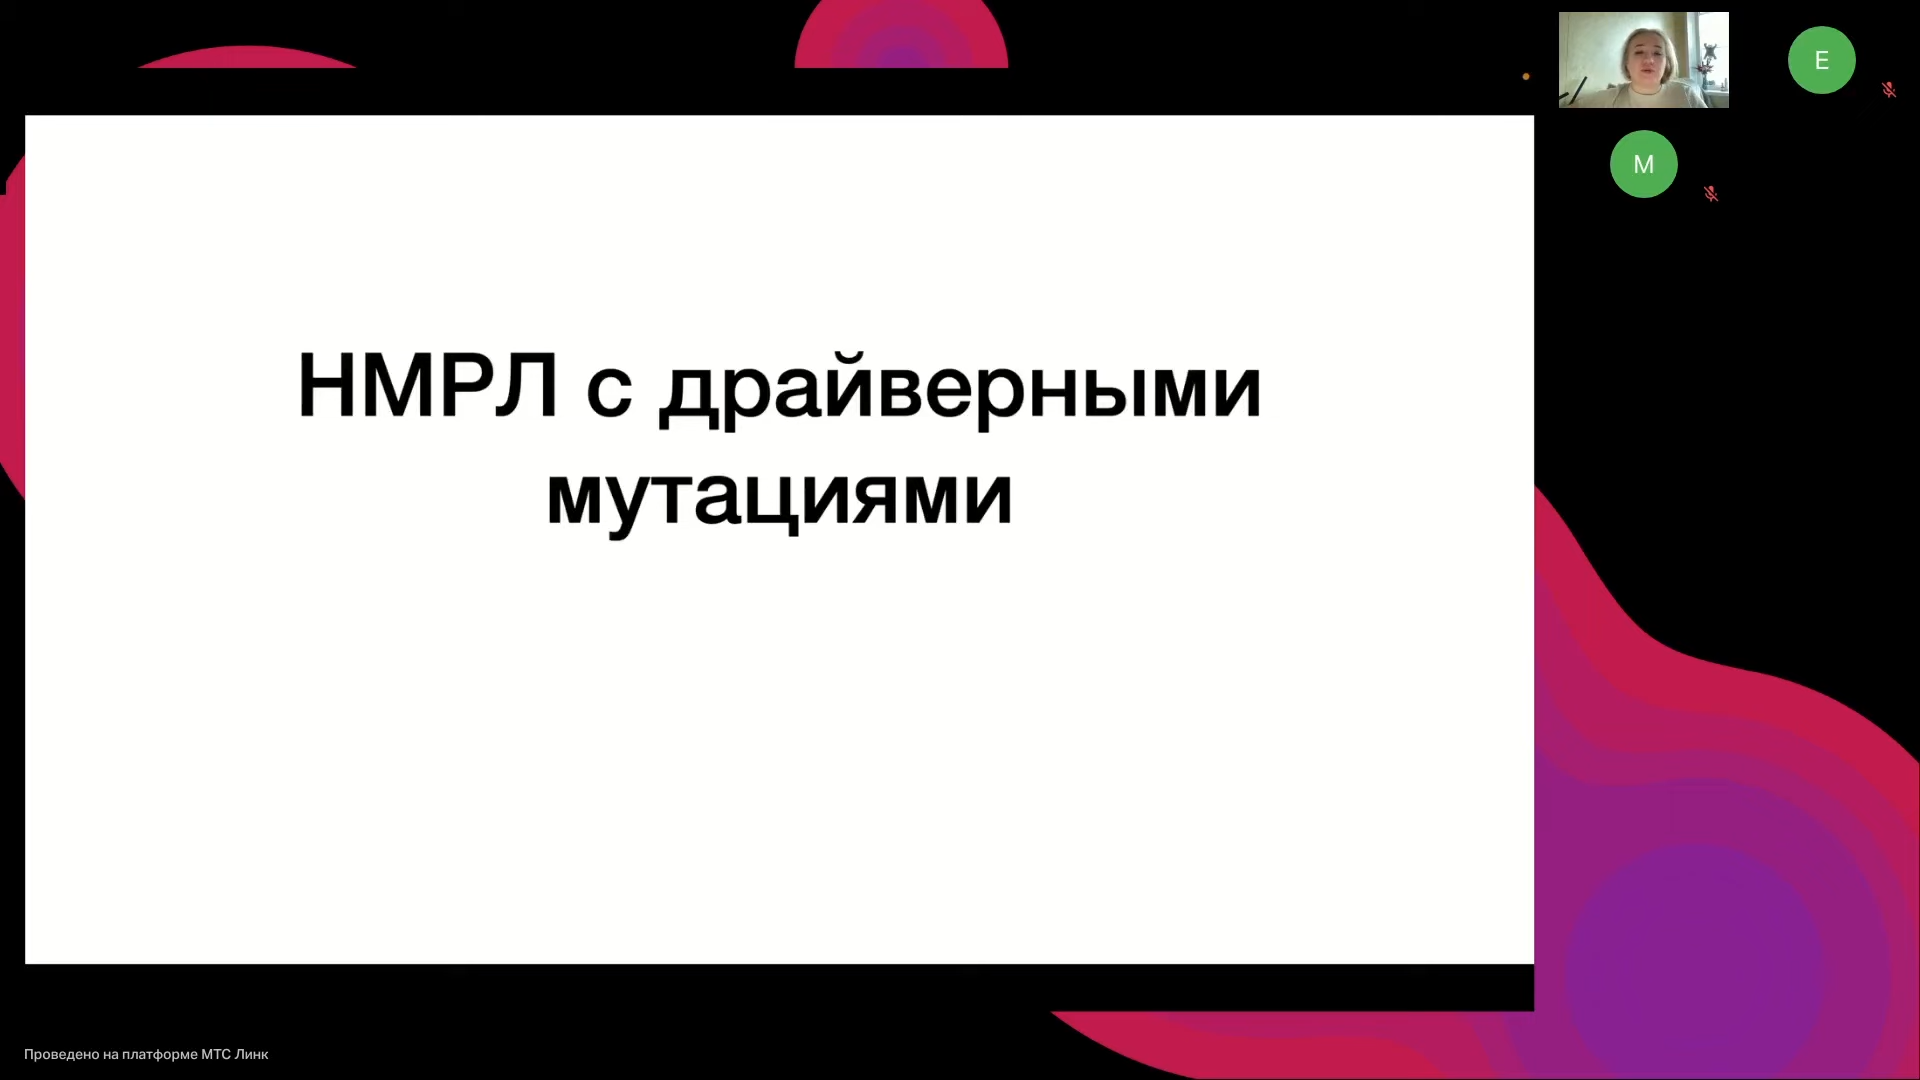 E
M
НМРЛ с драйверными
мутациями
Проведено на платформе МТС Линк